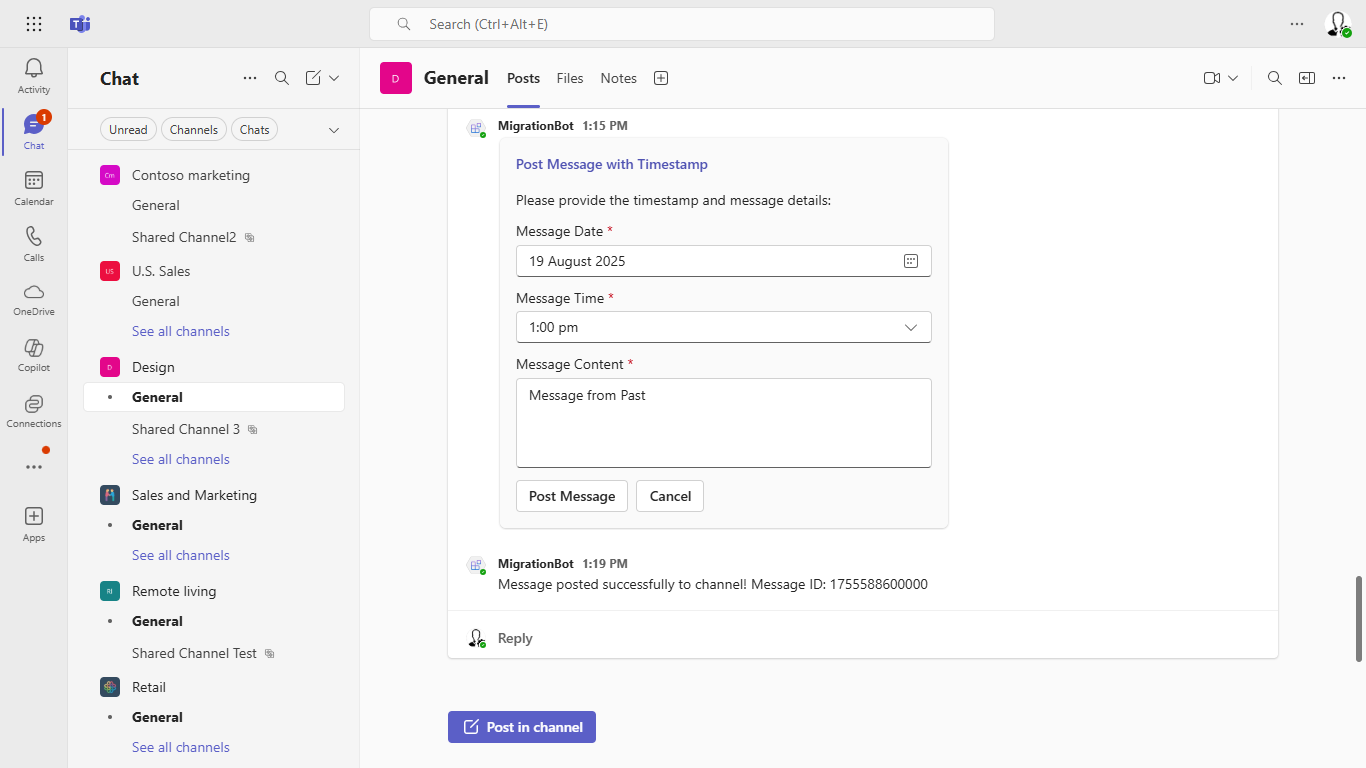 Search (Ctrl+Alt+E)
Activity
1
Chat
Calendar
Calls
OneDrive
Copilot
Connections
Apps
Chat
Unread
Channels
Chats
Cm
Contoso marketing
General
Shared Channel2
US
U.S. Sales
General
See all channels
D
Design
General
Shared Channel 3
See all channels
Sales and Marketing
General
See all channels
Rl
Remote living
General
Shared Channel Test
Retail
General
See all channels
D
General
Posts
Files
Notes
MigrationBot 1:15 PM
Post Message with Timestamp
Please provide the timestamp and message details:
Message Date *
19 August 2025
Message Time *
1:00 pm
Message Content *
Message from Past
Post Message
Cancel
MigrationBot 1:19 PM
Message posted successfully to channel! Message ID: 1755588600000
Reply
Post in channel